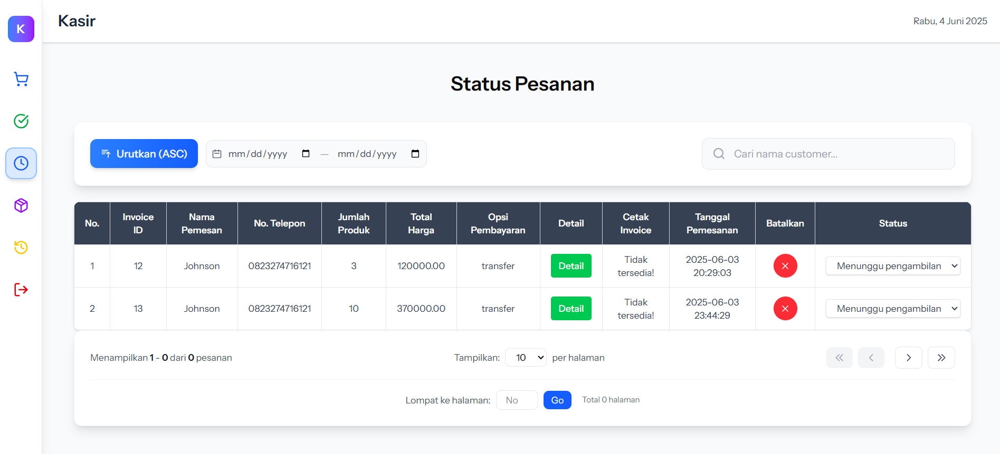 K
Kasir
Rabu, 4 Juni 2025
Status Pesanan
Urutkan (ASC)
mm/dd/yyyy — mm/dd/yyyy
Cari nama customer...
No. Invoice ID Nama Pemesan No. Telepon Jumlah Produk Total Harga Opsi Pembayaran Detail Cetak Invoice Tanggal Pemesanan Batalkan Status
1 12 Johnson 0823274716121 3 120000.00 transfer Detail Tidak tersedia! 2025-06-03 20:29:03 Menunggu pengambilan
2 13 Johnson 0823274716121 10 370000.00 transfer Detail Tidak tersedia! 2025-06-03 23:44:29 Menunggu pengambilan
Menampilkan 1 - 0 dari 0 pesanan
Tampilkan: 10 per halaman
Lompat ke halaman: No Go Total 0 halaman